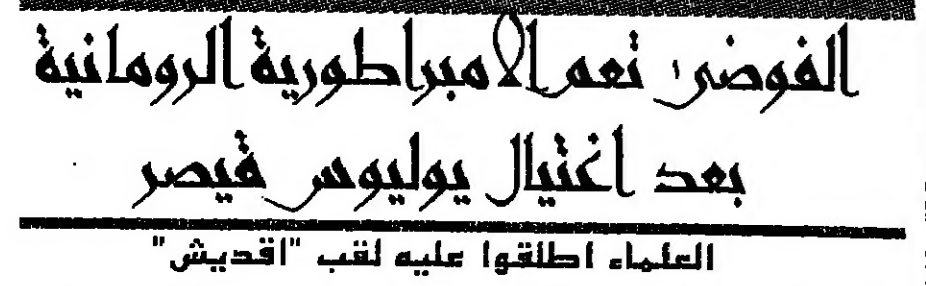 الفوضى تعم الامبراطورية الرومانية
بعد اغتيال يوليوس قيصر
العلماء اطلقوا عليه لقب "اقديش"